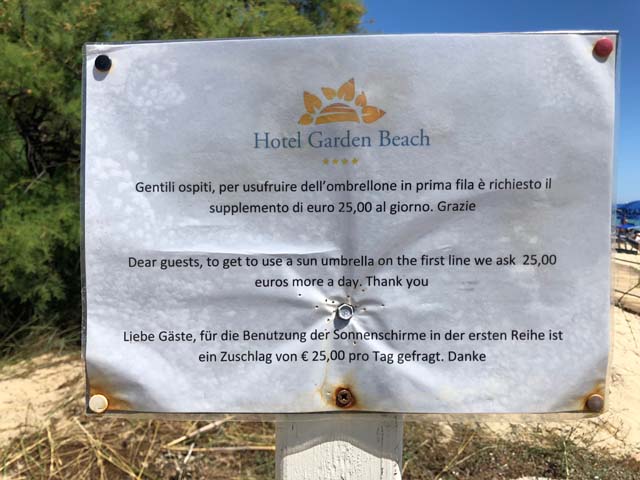 Hotel Garden Beach
Gentili ospiti, per usufruire dell'ombrellone in prima fila è richiesto il
supplemento di euro 25,00 al giorno. Grazie
Dear guests, to get to use a sun umbrella on the first line we ask 25,00
euros more a day. Thank you
Liebe Gäste, für die Benutzung der Sonnenschirme in der ersten Reihe ist
ein Zuschlag von € 25,00 pro Tag gefragt. Danke